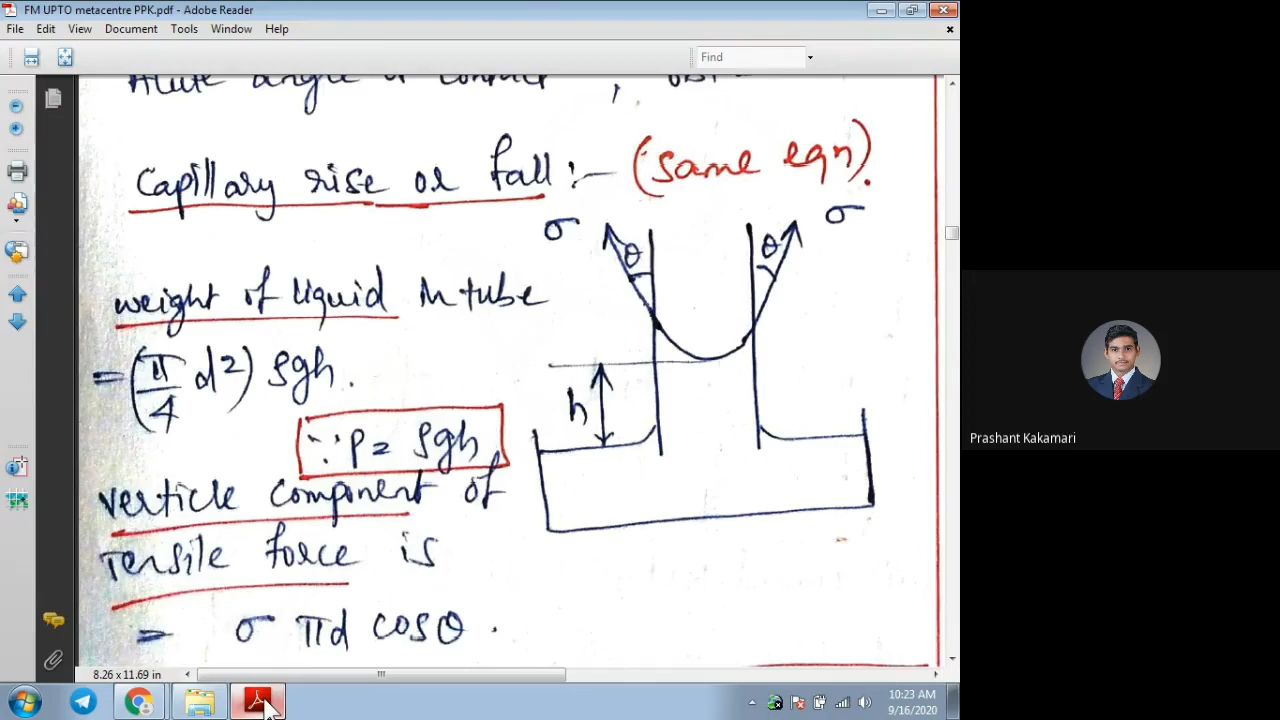 FM UPTO metacentre PPK.pdf - Adobe Reader
File Edit View Document Tools Window Help
Find
angle
Capillary rise or fall :- (same eqn).
σ θ θ σ
weight of liquid in tube
= (π/4 d2) ρgh.
h
∵ P= ρgh
verticle component of
Tensile force is
= σ πd cosθ .
8.26 x 11.69 in
Prashant Kakamari
10:23 AM
9/16/2020